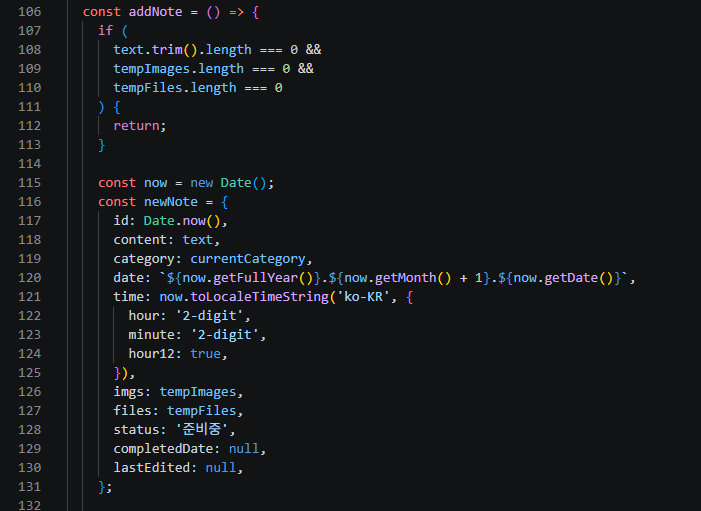 106 const addNote = () => {
107 if (
108 text.trim().length === 0 &&
109 tempImages.length === 0 &&
110 tempFiles.length === 0
111 ) {
112 return;
113 }
114
115 const now = new Date();
116 const newNote = {
117 id: Date.now(),
118 content: text,
119 category: currentCategory,
120 date: `${now.getFullYear()}.${now.getMonth() + 1}.${now.getDate()}`,
121 time: now.toLocaleTimeString('ko-KR', {
122 hour: '2-digit',
123 minute: '2-digit',
124 hour12: true,
125 }),
126 imgs: tempImages,
127 files: tempFiles,
128 status: '준비중',
129 completedDate: null,
130 lastEdited: null,
131 };
132